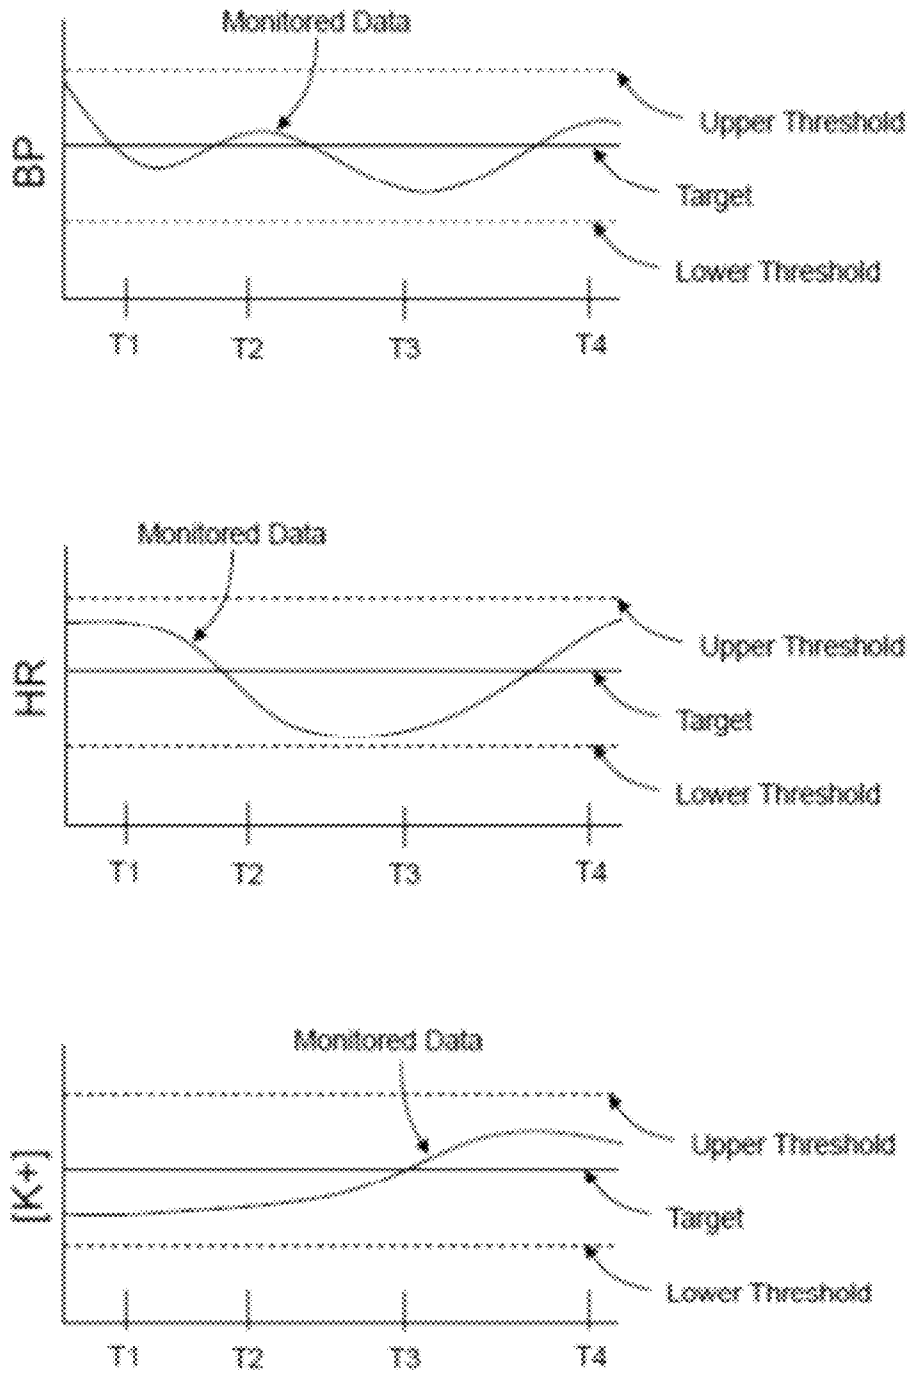 Monitored Data
BP
Upper Threshold
Target
Lower Threshold
T1 T2 T3 T4
Monitored Data
HR
Upper Threshold
Target
Lower Threshold
T1 T2 T3 T4
Monitored Data
[K+]
Upper Threshold
Target
Lower Threshold
T1 T2 T3 T4